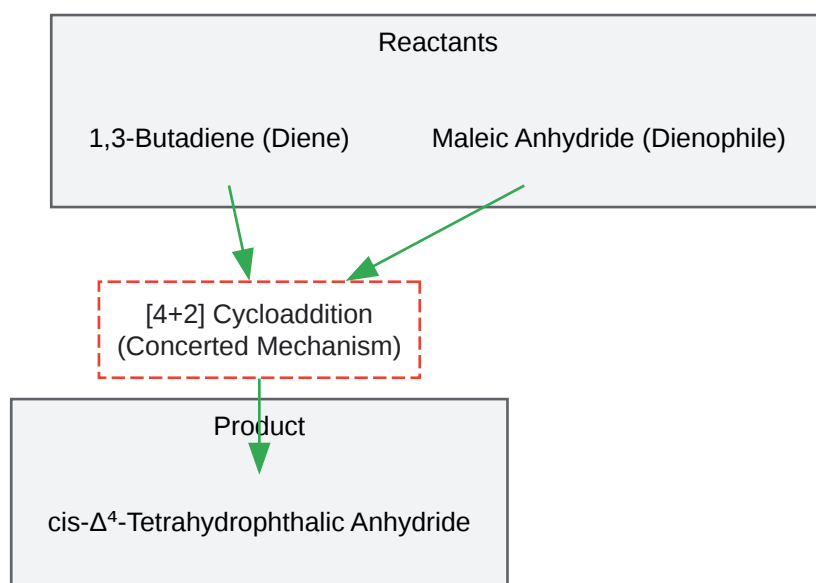 Reactants
1,3-Butadiene (Diene)
Maleic Anhydride (Dienophile)
[4+2] Cycloaddition
(Concerted Mechanism)
Product
cis-Δ⁴-Tetrahydrophthalic Anhydride